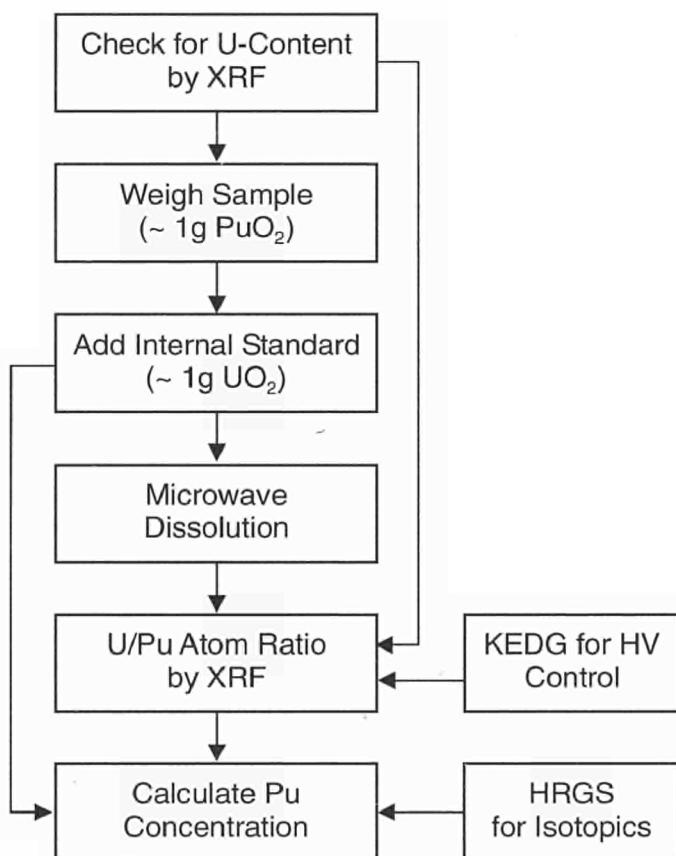 Check for U-Content
by XRF
Weigh Sample
(~ 1g PuO₂)
Add Internal Standard
(~ 1g UO₂)
Microwave
Dissolution
U/Pu Atom Ratio
by XRF
KEDG for HV
Control
Calculate Pu
Concentration
HRGS
for Isotopics